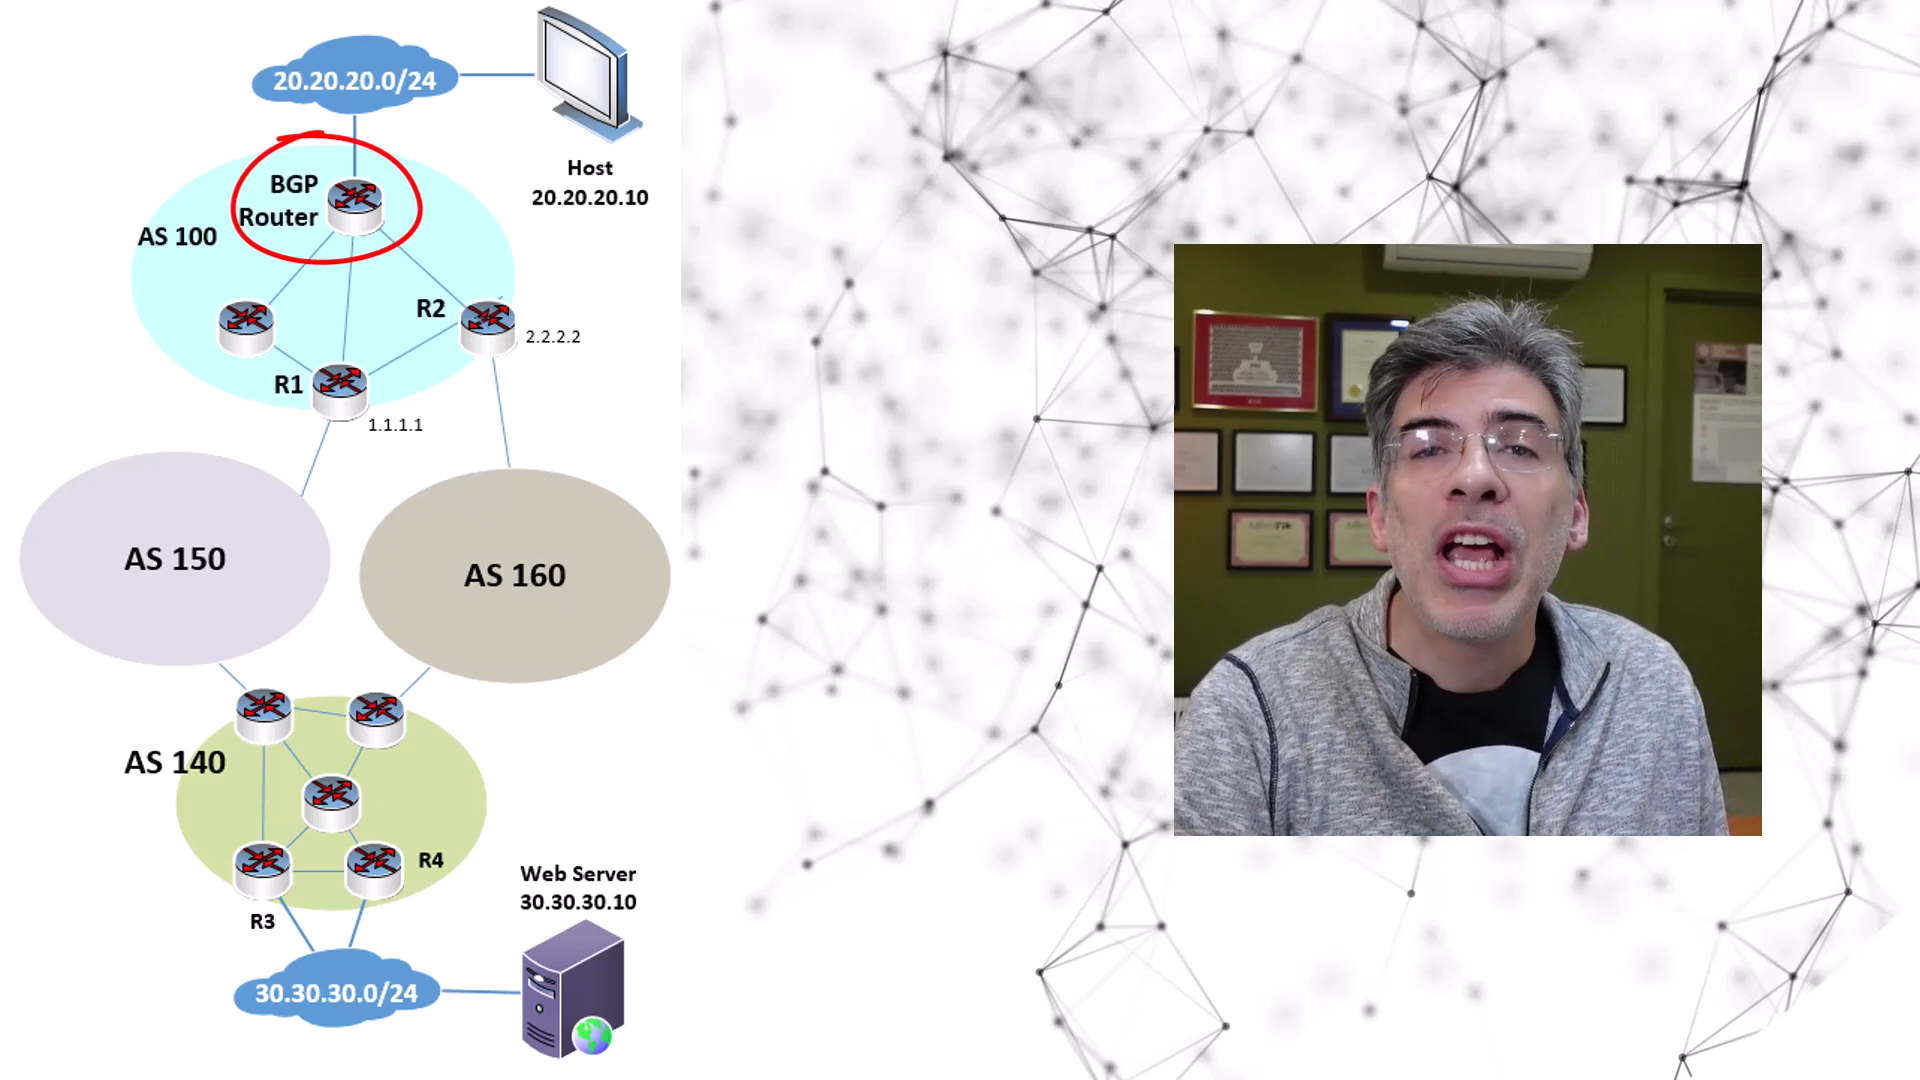 20.20.20.0/24
Host
20.20.20.10
BGP
Router
AS 100
R2
2.2.2.2
R1
1.1.1.1
AS 150
AS 160
AS 140
R4
R3
Web Server
30.30.30.10
30.30.30.0/24